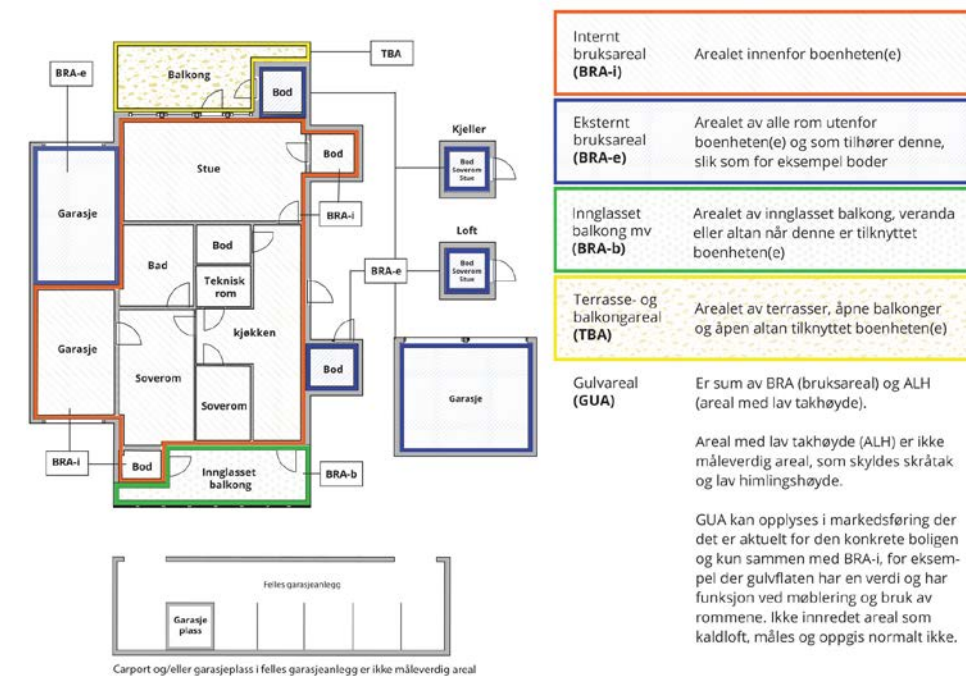 TBA
BRA-e
Balkong
Bod
Kjeller
Bod
Soverom
Stue
Stue
Bod
BRA-i
Garasje
Loft
Bod
Soverom
Stue
Bad
Bod
Teknisk
rom
BRA-e
kjøkken
Garasje
Soverom
Bod
Garasje
Soverom
BRA-i
Bod
Innglasset
balkong
BRA-b
Felles garasjeanlegg
Garasje
plass
Carport og/eller garasjeplass i felles garasjeanlegg er ikke måleverdig areal
Internt
bruksareal
(BRA-i)
Arealet innenfor boenheten(e)
Eksternt
bruksareal
(BRA-e)
Arealet av alle rom utenfor
boenheten(e) og som tilhører denne,
slik som for eksempel boder
Innglasset
balkong mv
(BRA-b)
Arealet av innglasset balkong, veranda
eller altan når denne er tilknyttet
boenheten(e)
Terrasse- og
balkongareal
(TBA)
Arealet av terrasser, åpne balkonger
og åpen altan tilknyttet boenheten(e)
Gulvareal
(GUA)
Er sum av BRA (bruksareal) og ALH
(areal med lav takhøyde).
Areal med lav takhøyde (ALH) er ikke
måleverdig areal, som skyldes skråtak
og lav himlingshøyde.
GUA kan opplyses i markedsføring der
det er aktuelt for den konkrete boligen
og kun sammen med BRA-i, for eksem-
pel der gulvflaten har en verdi og har
funksjon ved møblering og bruk av
rommene. Ikke innredet areal som
kaldloft, måles og oppgis normalt ikke.